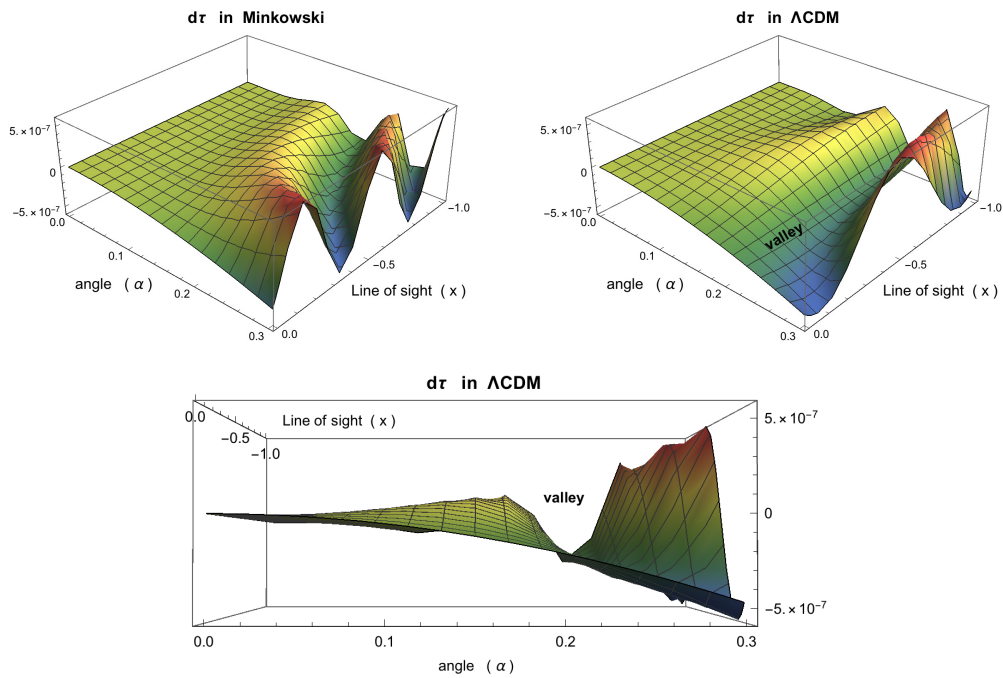 dτ in Minkowski
5.×10⁻⁷
0
−5.×10⁻⁷
0.0
0.1
0.2
0.3
angle ( α )
0.0
−0.5
−1.0
Line of sight ( x )
dτ in ΛCDM
5.×10⁻⁷
0
−5.×10⁻⁷
0.0
0.1
0.2
0.3
angle ( α )
valley
0.0
−0.5
−1.0
Line of sight ( x )
dτ in ΛCDM
0.0
−0.5
−1.0
Line of sight ( x )
valley
5.×10⁻⁷
0
−5.×10⁻⁷
0.0
0.1
0.2
0.3
angle ( α )